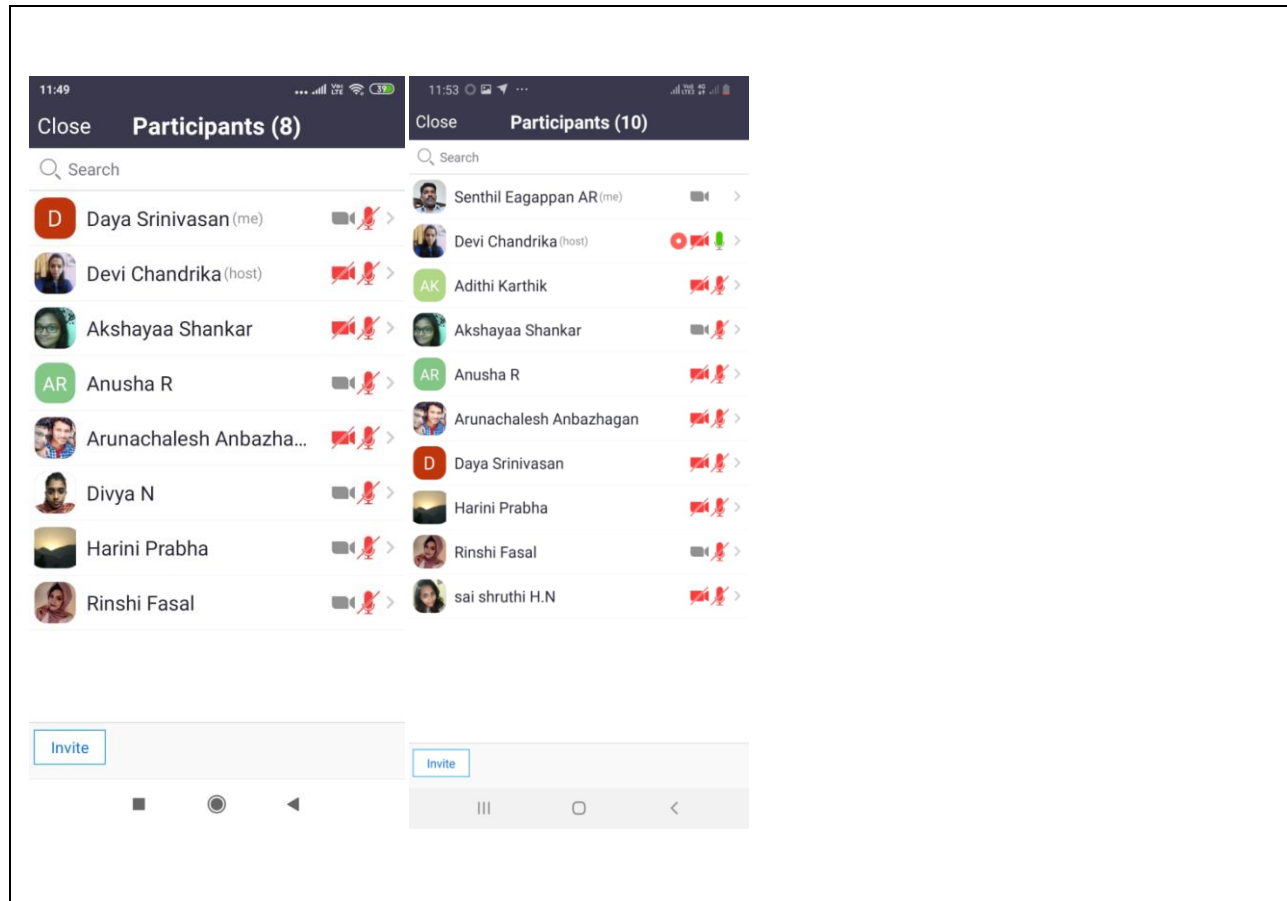 11:49
VoLTE 39
Close Participants (8)
Search
D Daya Srinivasan (me)
Devi Chandrika (host)
Akshayaa Shankar
AR Anusha R
Arunachalesh Anbazha...
Divya N
Harini Prabha
Rinshi Fasal
Invite
11:53
Close Participants (10)
Search
Senthil Eagappan AR (me)
Devi Chandrika (host)
AK Adithi Karthik
Akshayaa Shankar
AR Anusha R
Arunachalesh Anbazhagan
D Daya Srinivasan
Harini Prabha
Rinshi Fasal
sai shruthi H.N
Invite